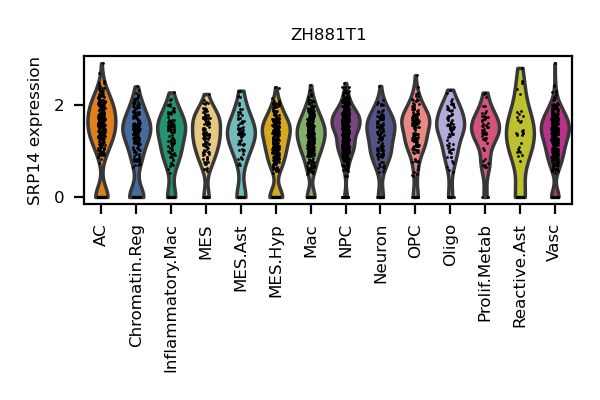 ZH881T1
SRP14 expression
2
0
AC
Chromatin.Reg
Inflammatory.Mac
MES
MES.Ast
MES.Hyp
Mac
NPC
Neuron
OPC
Oligo
Prolif.Metab
Reactive.Ast
Vasc